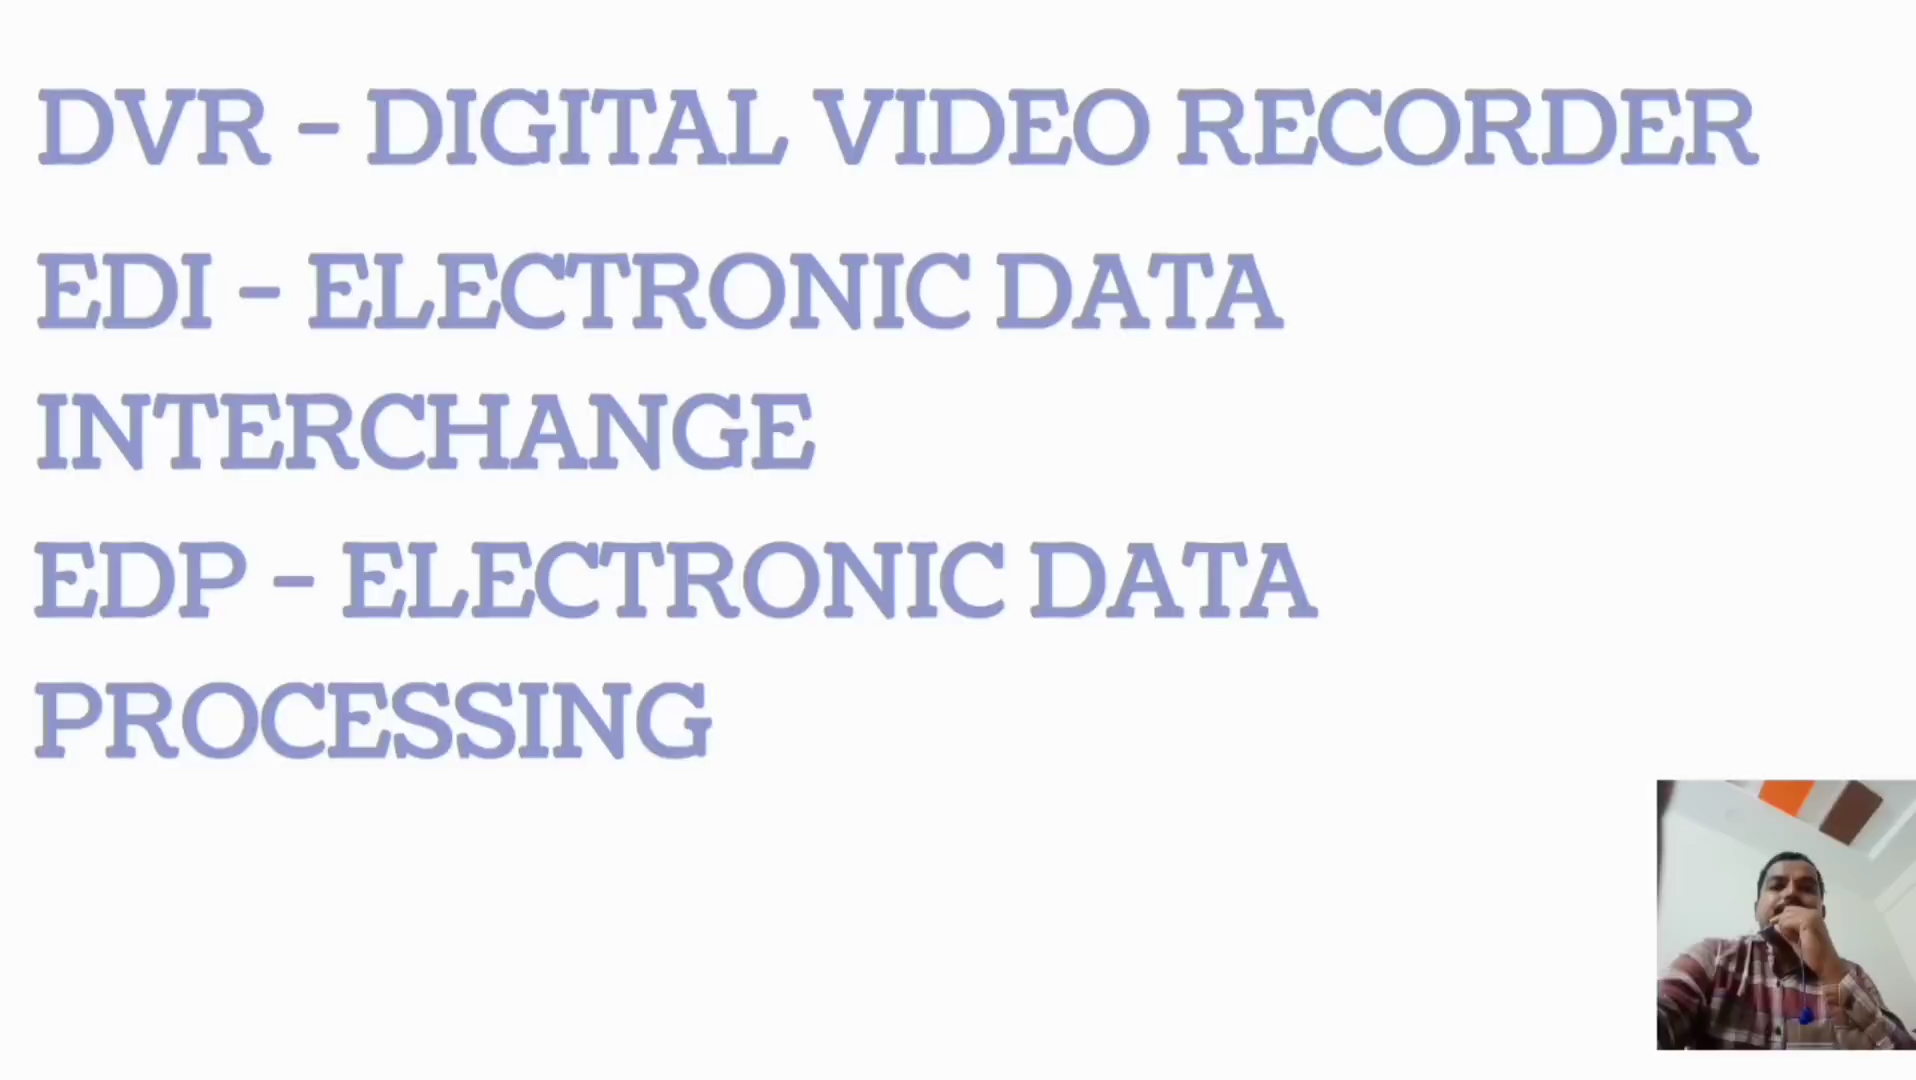 DVR - DIGITAL VIDEO RECORDER
EDI - ELECTRONIC DATA
INTERCHANGE
EDP - ELECTRONIC DATA
PROCESSING